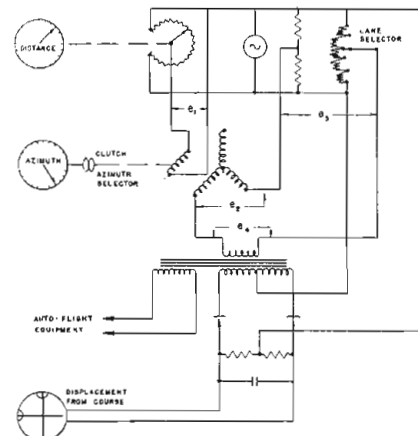 DISTANCE
LANE
SELECTOR
e1
e3
AZIMUTH
CLUTCH
AZIMUTH
SELECTOR
e2
e4
AUTO-FLIGHT
EQUIPMENT
DISPLACEMENT
FROM COURSE